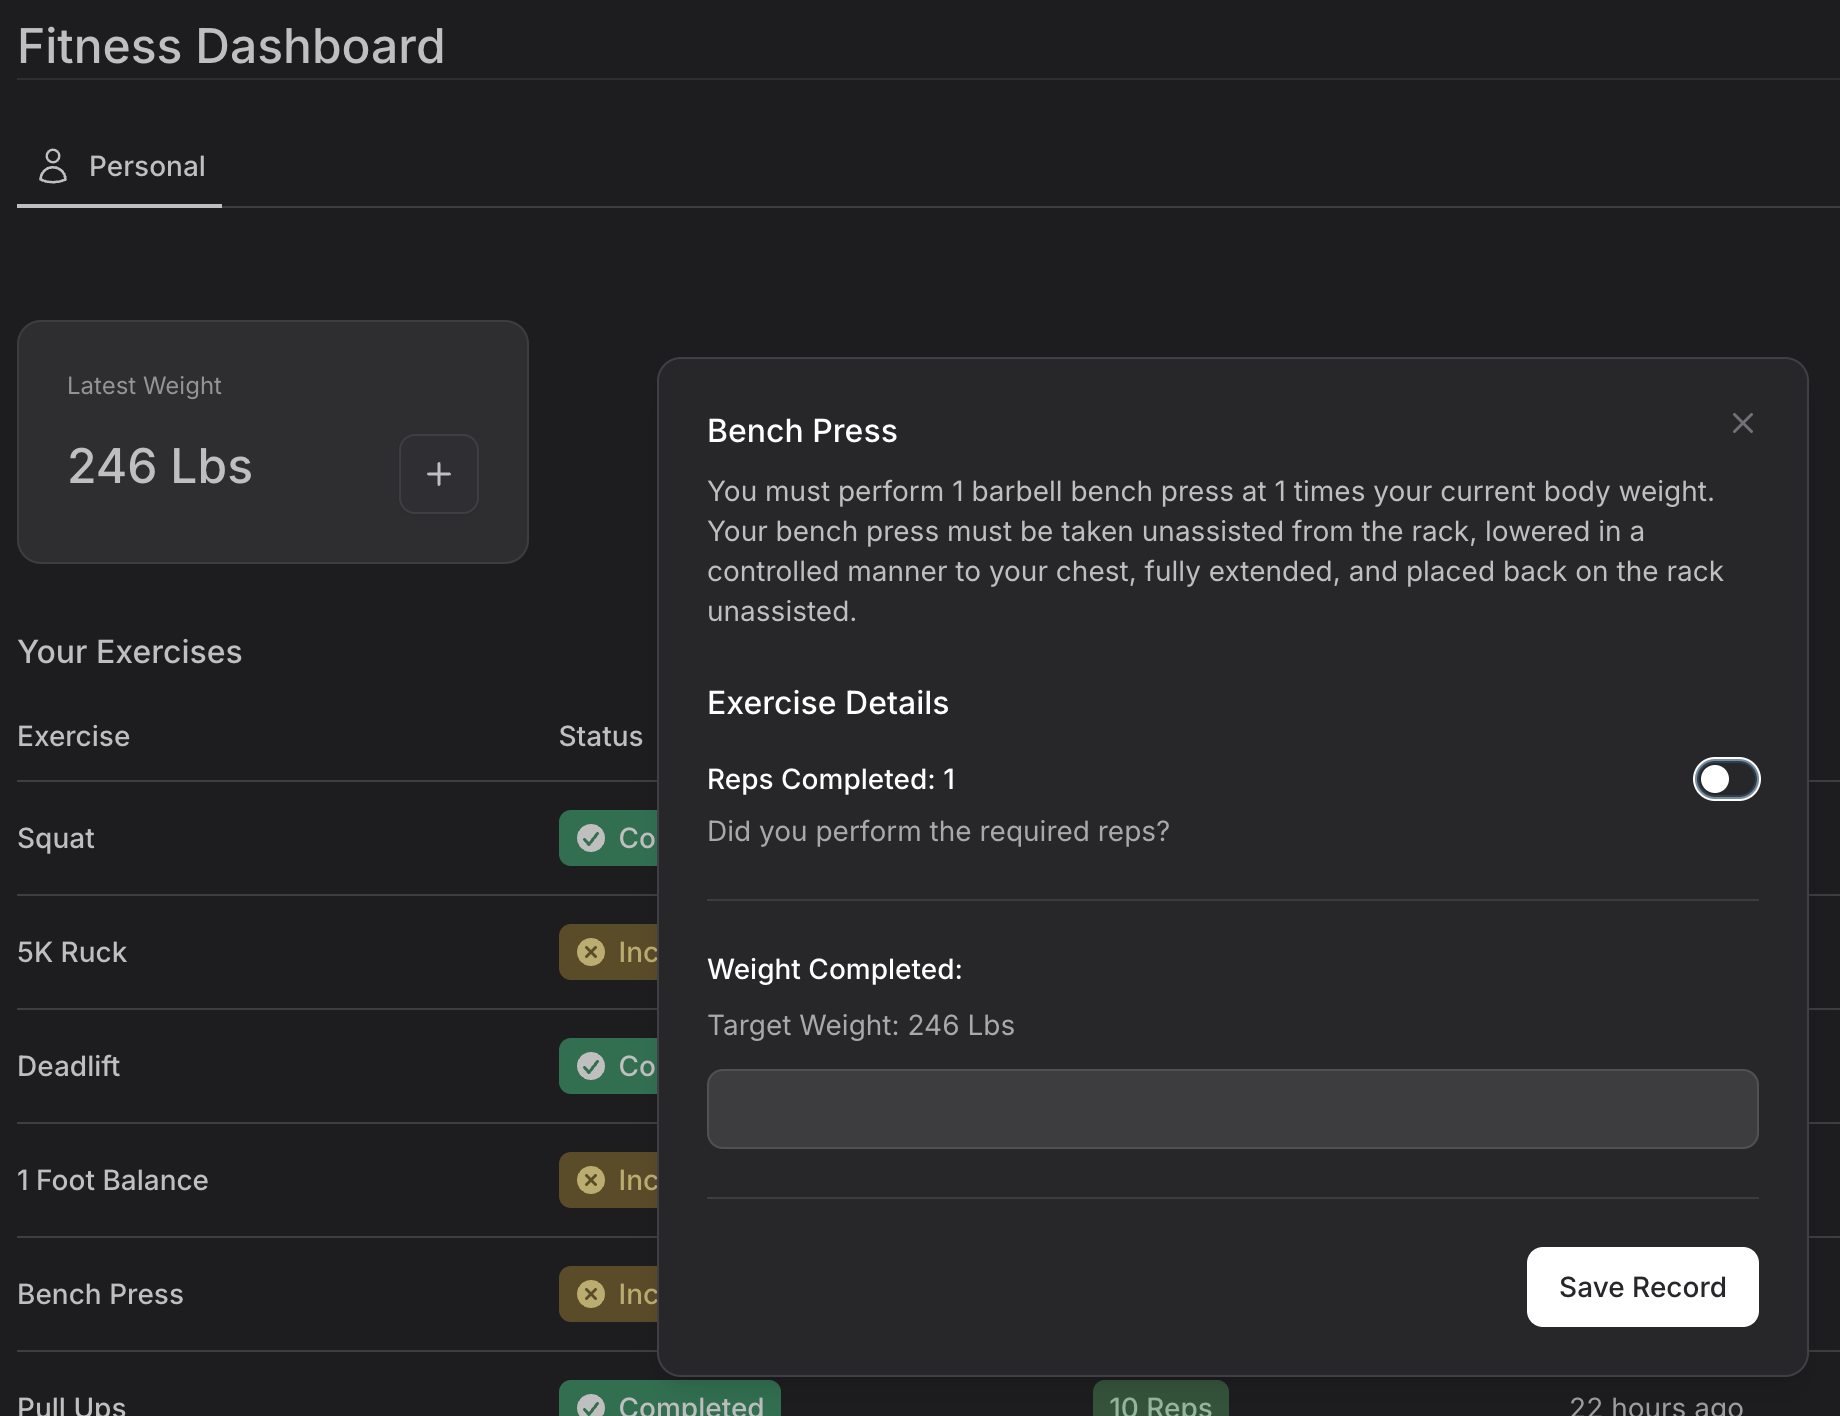 Fitness Dashboard
Personal
Latest Weight
246 Lbs
Your Exercises
Exercise
Status
Squat
Co
5K Ruck
Inc
Deadlift
Co
1 Foot Balance
Inc
Bench Press
Inc
Pull Ups
Completed
10 Reps
22 hours ago
Bench Press
You must perform 1 barbell bench press at 1 times your current body weight.
Your bench press must be taken unassisted from the rack, lowered in a
controlled manner to your chest, fully extended, and placed back on the rack
unassisted.
Exercise Details
Reps Completed: 1
Did you perform the required reps?
Weight Completed:
Target Weight: 246 Lbs
Save Record